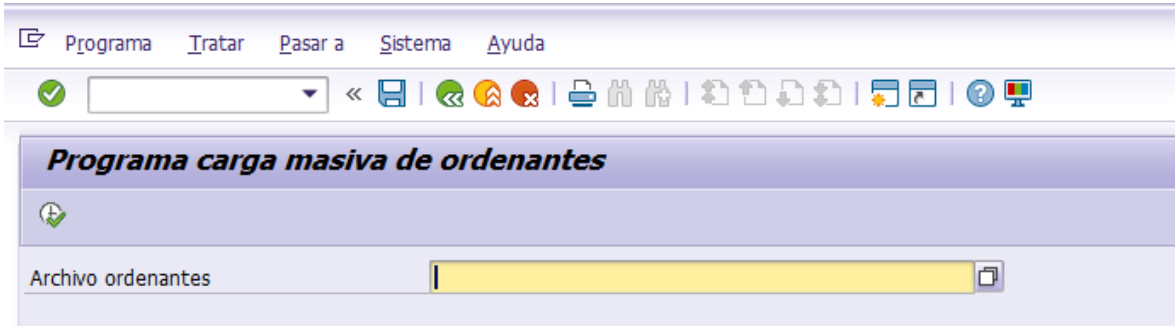 Programa Tratar Pasar a Sistema Ayuda
Programa carga masiva de ordenantes
Archivo ordenantes